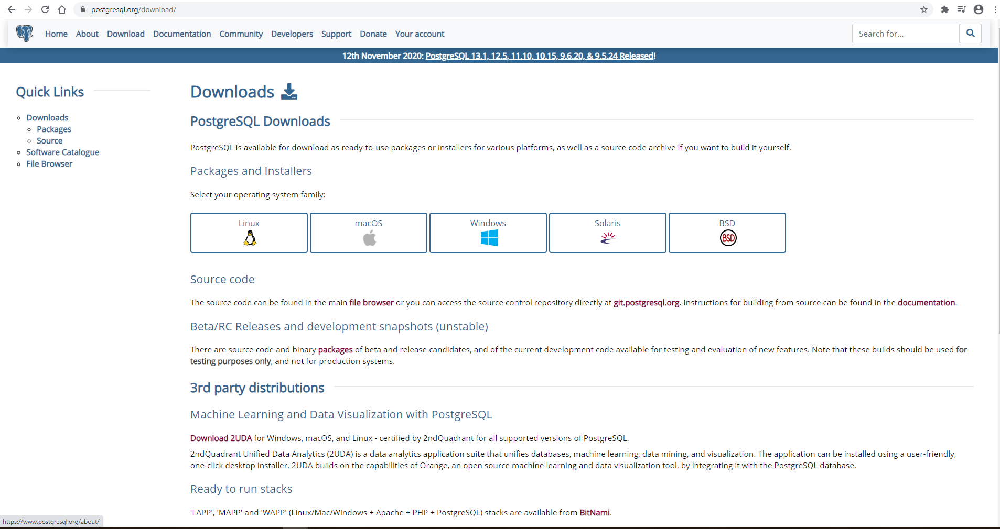 postgresql.org/download/
Home About Download Documentation Community Developers Support Donate Your account
Search for...
12th November 2020: PostgreSQL 13.1, 12.5, 11.10, 10.15, 9.6.20, & 9.5.24 Released!
Quick Links
Downloads
Packages
Source
Software Catalogue
File Browser
Downloads
PostgreSQL Downloads
PostgreSQL is available for download as ready-to-use packages or installers for various platforms, as well as a source code archive if you want to build it yourself.
Packages and Installers
Select your operating system family:
Linux
macOS
Windows
Solaris
BSD
BSD
Source code
The source code can be found in the main file browser or you can access the source control repository directly at git.postgresql.org. Instructions for building from source can be found in the documentation.
Beta/RC Releases and development snapshots (unstable)
There are source code and binary packages of beta and release candidates, and of the current development code available for testing and evaluation of new features. Note that these builds should be used for
testing purposes only, and not for production systems.
3rd party distributions
Machine Learning and Data Visualization with PostgreSQL
Download 2UDA for Windows, macOS, and Linux - certified by 2ndQuadrant for all supported versions of PostgreSQL.
2ndQuadrant Unified Data Analytics (2UDA) is a data analytics application suite that unifies databases, machine learning, data mining, and visualization. The application can be installed using a user-friendly,
one-click desktop installer. 2UDA builds on the capabilities of Orange, an open source machine learning and data visualization tool, by integrating it with the PostgreSQL database.
Ready to run stacks
'LAPP', 'MAPP' and 'WAPP' (Linux/Mac/Windows + Apache + PHP + PostgreSQL) stacks are available from BitNami.
https://www.postgresql.org/about/